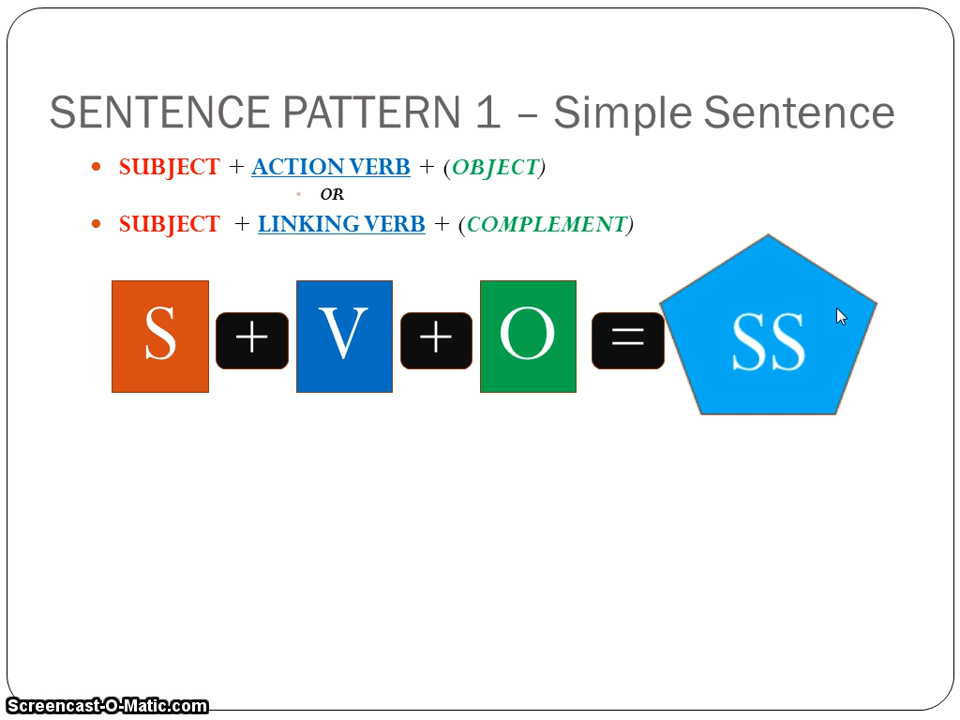 SENTENCE PATTERN 1 – Simple Sentence
• SUBJECT + ACTION VERB + (OBJECT)
• OR
• SUBJECT + LINKING VERB + (COMPLEMENT)
S + V + O = SS
Screencast-O-Matic.com